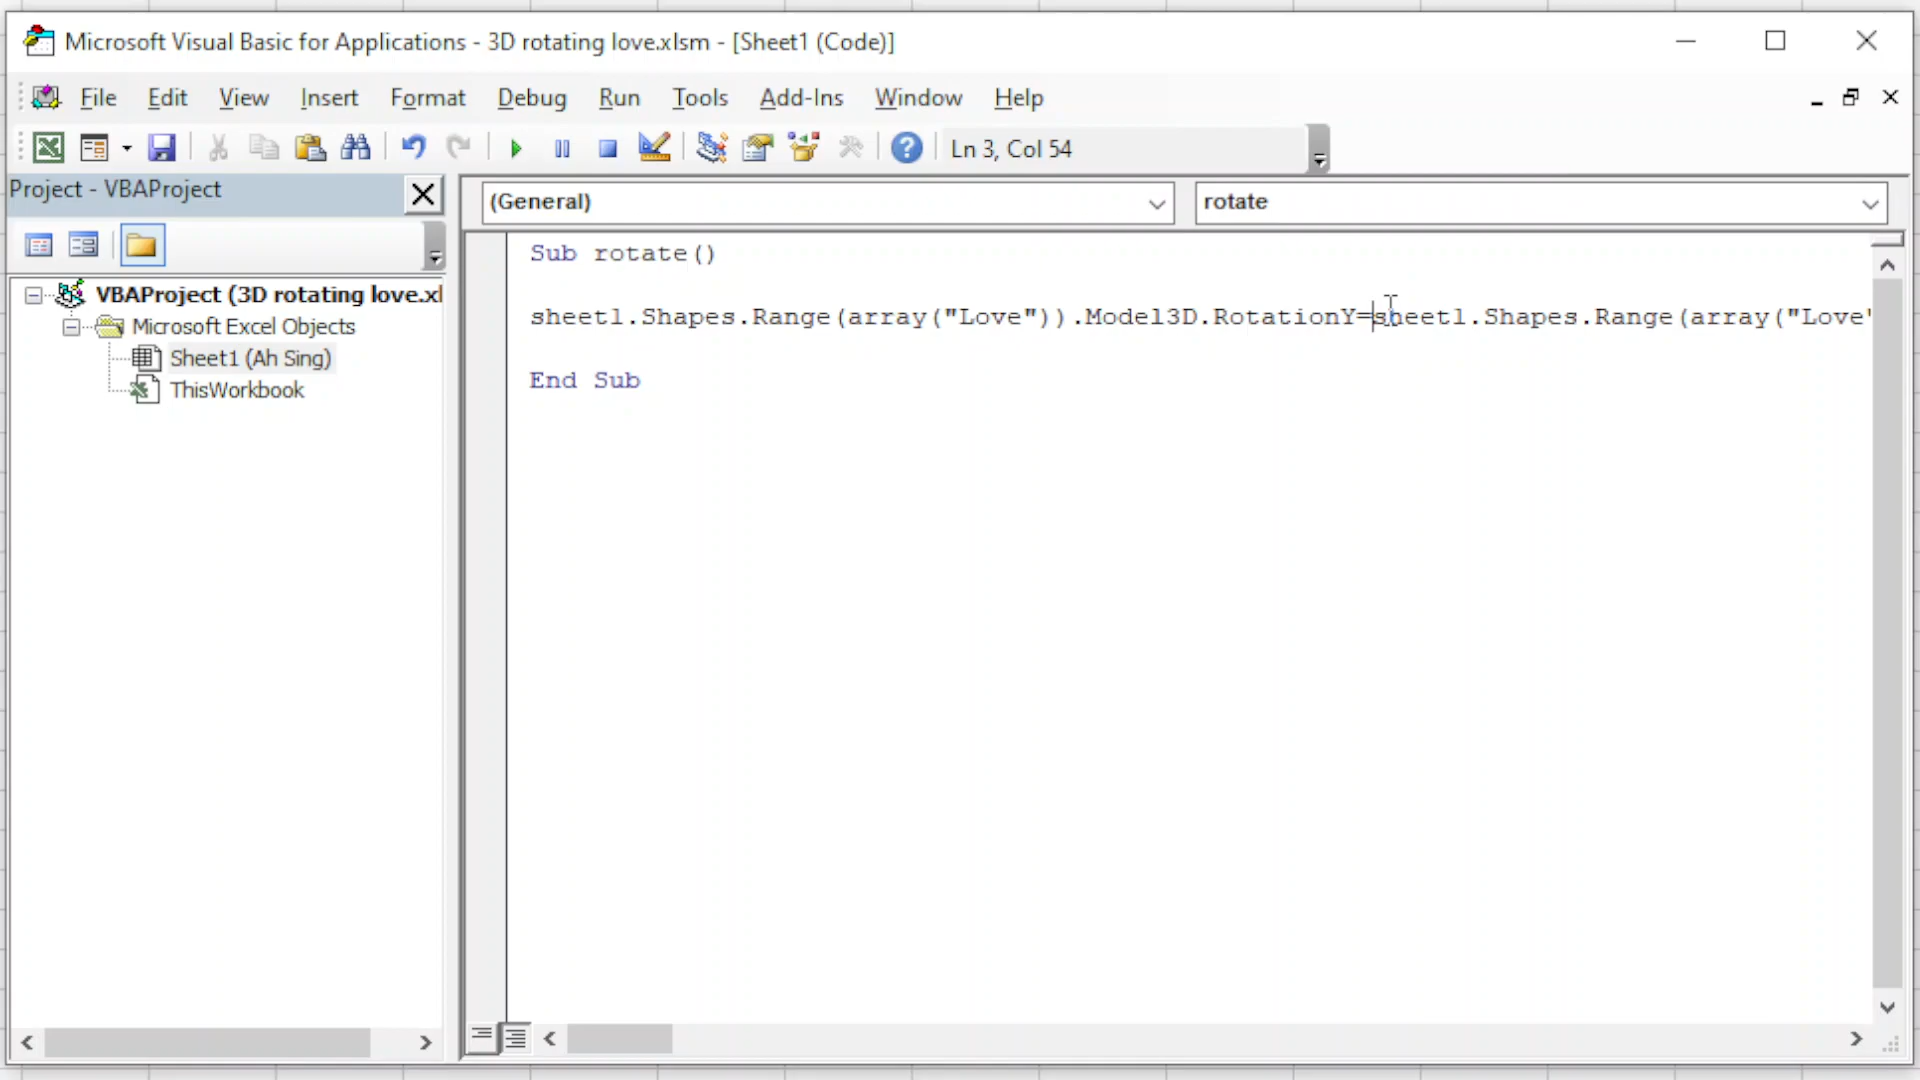 Microsoft Visual Basic for Applications - 3D rotating love.xlsm - [Sheet1 (Code)]
File Edit View Insert Format Debug Run Tools Add-Ins Window Help
Ln 3, Col 54
Project - VBAProject
(General)
rotate
VBAProject (3D rotating love.xl
Microsoft Excel Objects
Sheet1 (Ah Sing)
ThisWorkbook
Sub rotate()
sheet1.Shapes.Range(array("Love")).Model3D.RotationY=sheet1.Shapes.Range(array("Love"
End Sub